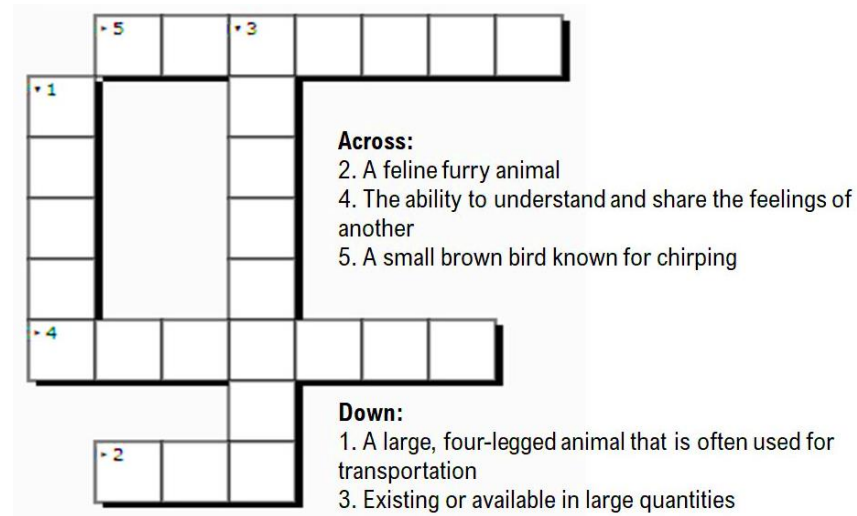 5
3
1
Across:
2. A feline furry animal
4. The ability to understand and share the feelings of
another
5. A small brown bird known for chirping
4
Down:
1. A large, four-legged animal that is often used for
2
transportation
3. Existing or available in large quantities